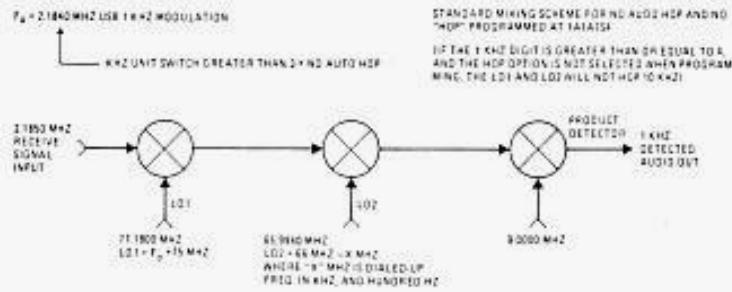 = 2.1840 MHZ USB 1 KHZ MODULATION
KHZ UNIT SWITCH GREATER THAN 3 = NO AUTO HOP
STANDARD MIXING SCHEME FOR NO AUTO HOP AND NO
"HOP" PROGRAMMED AT
(IF THE 1 KHZ DIGIT IS GREATER THAN OR EQUAL TO 4,
AND THE HOP OPTION IS NOT SELECTED WHEN PROGRAM-
MING, THE LO1 AND LO2 WILL NOT HOP 10 KHZ)
2.1850 MHZ
RECEIVE
SIGNAL
INPUT
PRODUCT
DETECTOR
1 KHZ
DETECTED
AUDIO OUT
LO1
LO2
77.1800 MHZ
LO1 = +75 MHZ
65.9960 MHZ
LO2 = 66 MHZ - X MHZ
WHERE "X" MHZ IS DIALED-UP
FREQ. IN KHZ, AND HUNDRED HZ
9.0000 MHZ